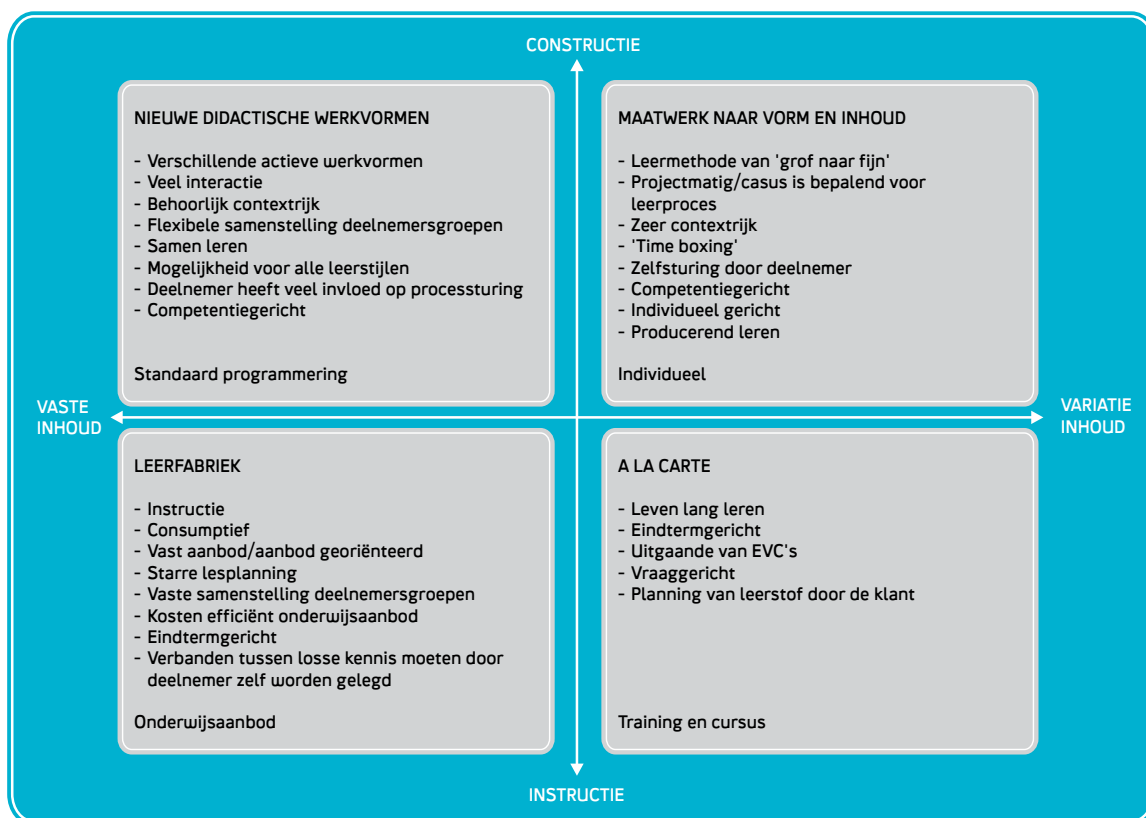 CONSTRUCTIE
NIEUWE DIDACTISCHE WERKVORMEN
- Verschillende actieve werkvormen
- Veel interactie
- Behoorlijk contextrijk
- Flexibele samenstelling deelnemersgroepen
- Samen leren
- Mogelijkheid voor alle leerstijlen
- Deelnemer heeft veel invloed op processturing
- Competentiegericht
Standaard programmering
MAATWERK NAAR VORM EN INHOUD
- Leermethode van 'grof naar fijn'
- Projectmatig/casus is bepalend voor
leerproces
- Zeer contextrijk
- 'Time boxing'
- Zelfsturing door deelnemer
- Competentiegericht
- Individueel gericht
- Producerend leren
Individueel
VASTE
INHOUD
VARIATIE
INHOUD
LEERFABRIEK
- Instructie
- Consumptief
- Vast aanbod/aanbod georiënteerd
- Starre lesplanning
- Vaste samenstelling deelnemersgroepen
- Kosten efficiënt onderwijsaanbod
- Eindtermgericht
- Verbanden tussen losse kennis moeten door
deelnemer zelf worden gelegd
Onderwijsaanbod
A LA CARTE
- Leven lang leren
- Eindtermgericht
- Uitgaande van EVC's
- Vraaggericht
- Planning van leerstof door de klant
Training en cursus
INSTRUCTIE